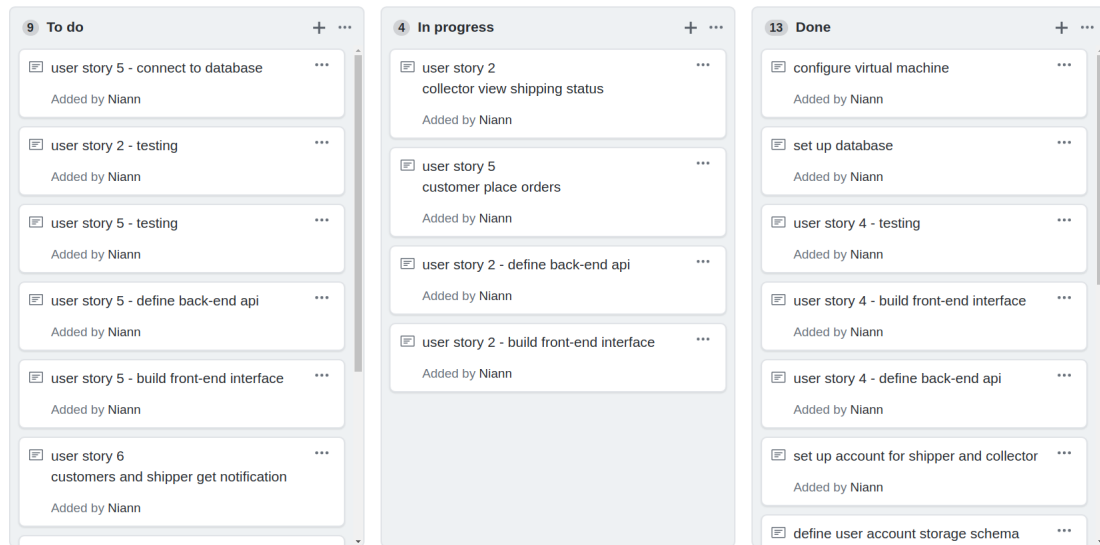 9 To do
user story 5 - connect to database
Added by Niann
user story 2 - testing
Added by Niann
user story 5 - testing
Added by Niann
user story 5 - define back-end api
Added by Niann
user story 5 - build front-end interface
Added by Niann
user story 6
customers and shipper get notification
Added by Niann
4 In progress
user story 2
collector view shipping status
Added by Niann
user story 5
customer place orders
Added by Niann
user story 2 - define back-end api
Added by Niann
user story 2 - build front-end interface
Added by Niann
13 Done
configure virtual machine
Added by Niann
set up database
Added by Niann
user story 4 - testing
Added by Niann
user story 4 - build front-end interface
Added by Niann
user story 4 - define back-end api
Added by Niann
set up account for shipper and collector
Added by Niann
define user account storage schema